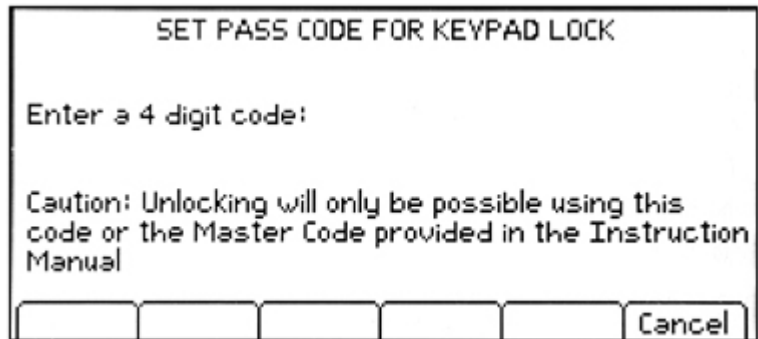 SET PASS CODE FOR KEYPAD LOCK
Enter a 4 digit code:
Caution: Unlocking will only be possible using this
code or the Master Code provided in the Instruction
Manual
Cancel